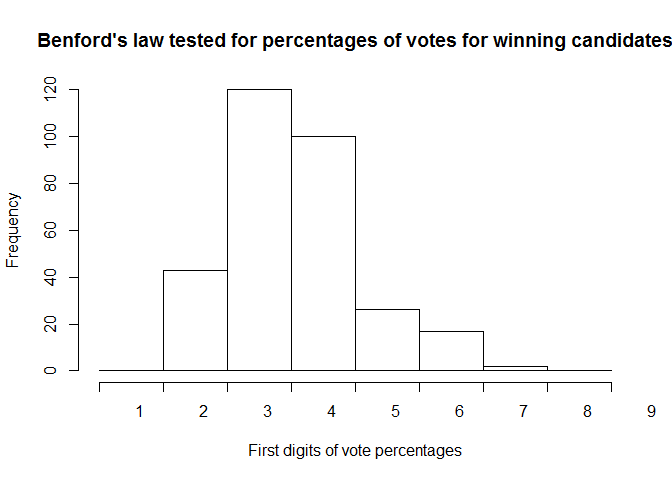 Benford's law tested for percentages of votes for winning candidates
120
100
80
60
40
20
0
Frequency
1 2 3 4 5 6 7 8 9
First digits of vote percentages